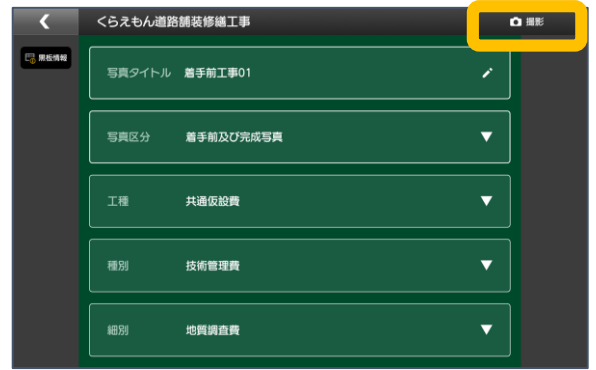 くらえもん道路舗装修繕工事
撮影
黒板情報
写真タイトル 着手前工事01
写真区分 着手前及び完成写真
工種 共通仮設費
種別 技術管理費
細別 地質調査費